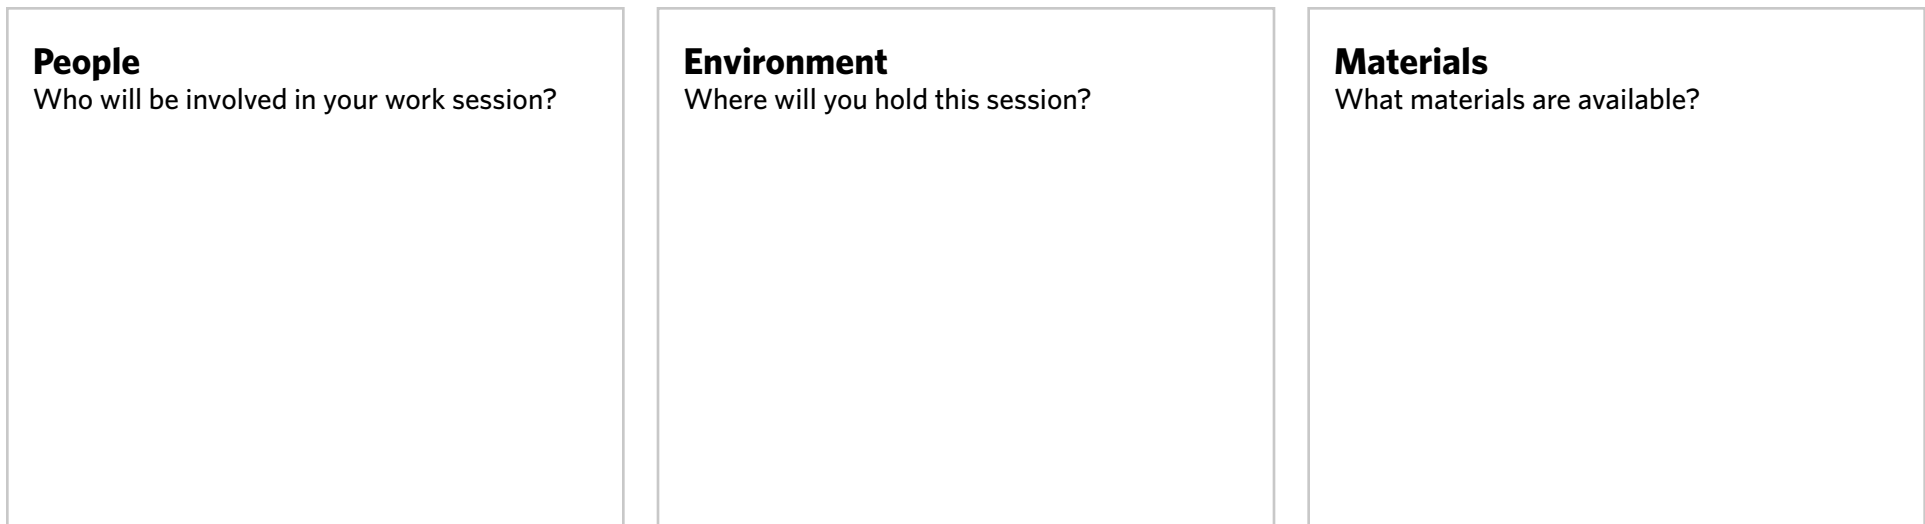 People
Who will be involved in your work session?
Environment
Where will you hold this session?
Materials
What materials are available?